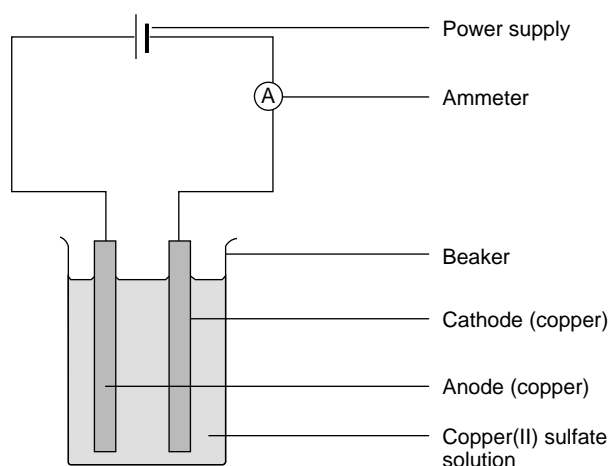 Power supply
A
Ammeter
Beaker
Cathode (copper)
Anode (copper)
Copper(II) sulfate
solution